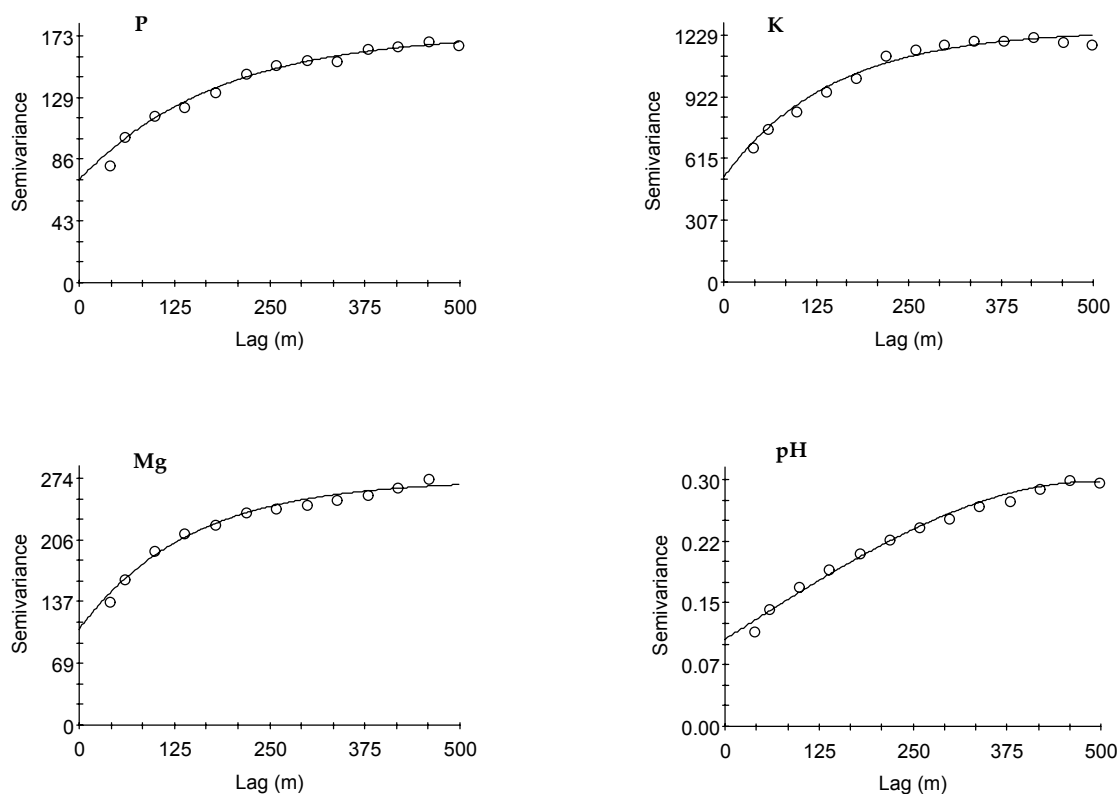 P
173
129
86
43
0
Semivariance
0 125 250 375 500
Lag (m)
K
1229
922
615
307
0
Semivariance
0 125 250 375 500
Lag (m)
Mg
274
206
137
69
0
Semivariance
0 125 250 375 500
Lag (m)
pH
0.30
0.22
0.15
0.07
0.00
Semivariance
0 125 250 375 500
Lag (m)